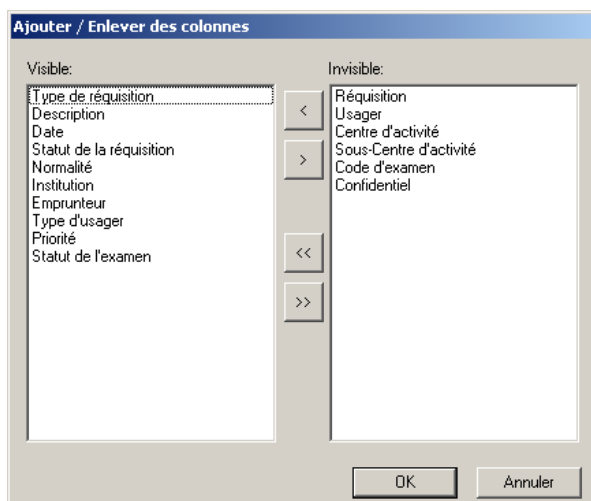 Ajouter / Enlever des colonnes
Visible:
Type de réquisition
Description
Date
Statut de la réquisition
Normalité
Institution
Emprunteur
Type d'usager
Priorité
Statut de l'examen
<
>
<<
>>
Invisible:
Réquisition
Usager
Centre d'activité
Sous-Centre d'activité
Code d'examen
Confidentiel
OK
Annuler